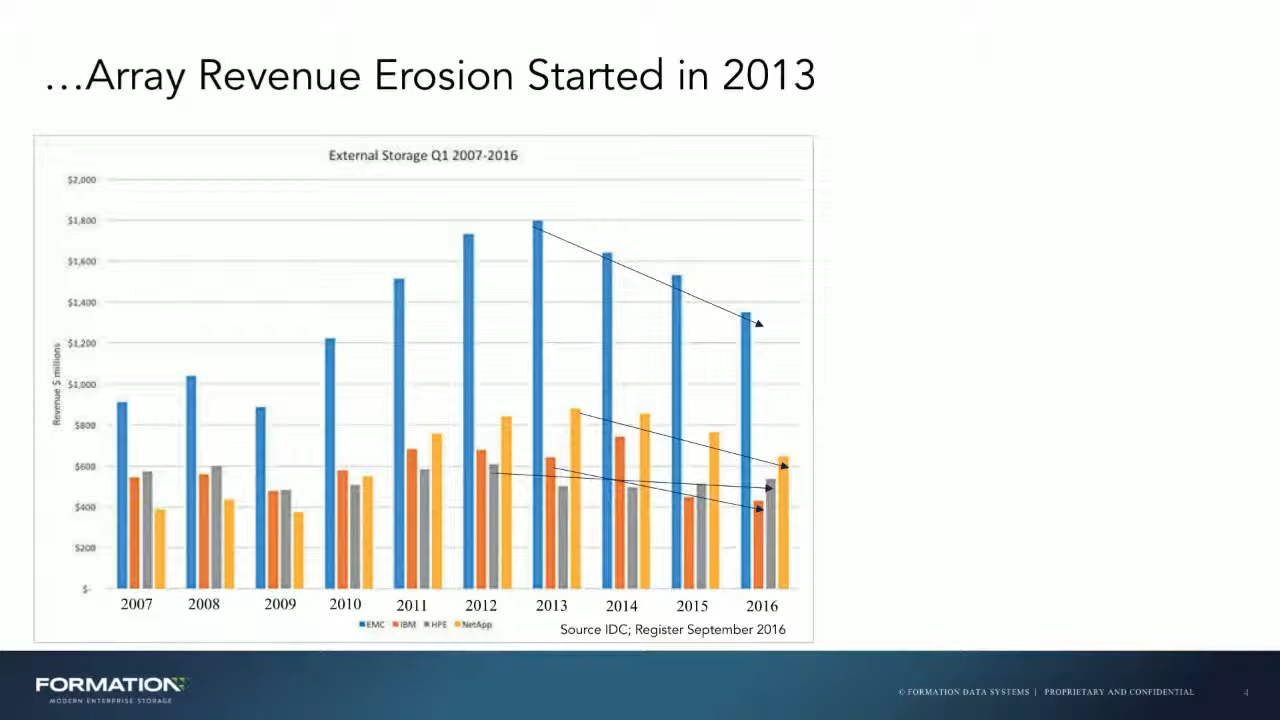 …Array Revenue Erosion Started in 2013
External Storage Q1 2007-2016
$2,000
$1,800
$1,600
$1,400
$1,200
$1,000
$800
$600
$400
$200
$-
Revenue $ millions
2007 2008 2009 2010 2011 2012 2013 2014 2015 2016
EMC IBM HPE NetApp
Source IDC; Register September 2016
FORMATION
MODERN ENTERPRISE STORAGE
© FORMATION DATA SYSTEMS | PROPRIETARY AND CONFIDENTIAL 4